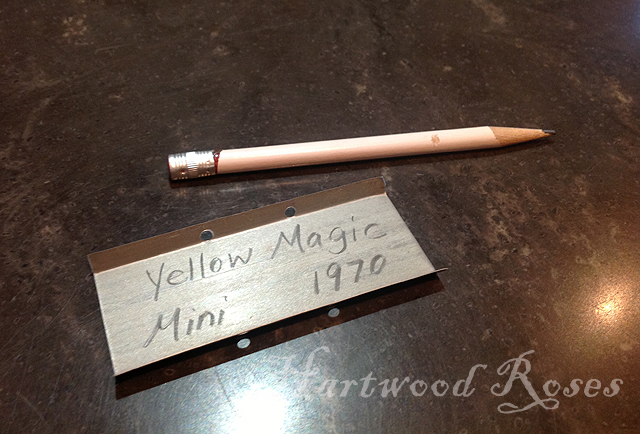 Yellow Magic
Mini 1970
Hartwood Roses